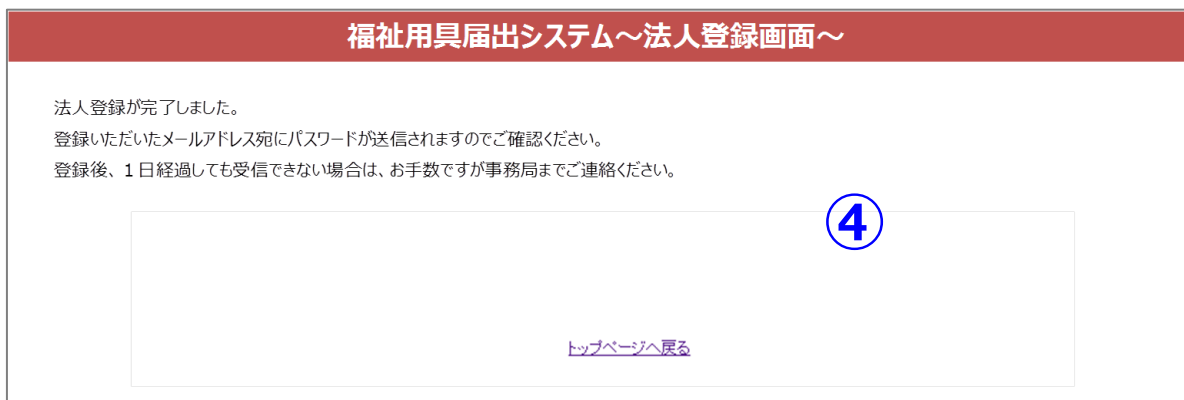 福祉用具届出システム～法人登録画面～
法人登録が完了しました。
登録いただいたメールアドレス宛にパスワードが送信されますのでご確認ください。
登録後、１日経過しても受信できない場合は、お手数ですが事務局までご連絡ください。
④
トップページへ戻る